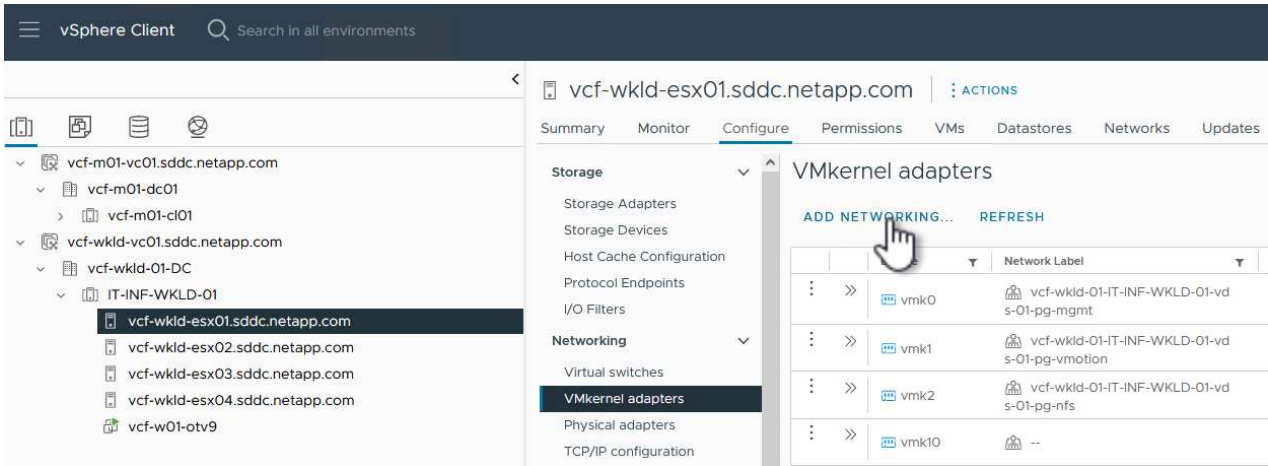 vSphere Client
Search in all environments
vcf-m01-vc01.sddc.netapp.com
vcf-m01-dc01
vcf-m01-cl01
vcf-wkld-vc01.sddc.netapp.com
vcf-wkld-01-DC
IT-INF-WKLD-01
vcf-wkld-esx01.sddc.netapp.com
vcf-wkld-esx02.sddc.netapp.com
vcf-wkld-esx03.sddc.netapp.com
vcf-wkld-esx04.sddc.netapp.com
vcf-w01-otv9
vcf-wkld-esx01.sddc.netapp.com
ACTIONS
Summary Monitor Configure Permissions VMs Datastores Networks Updates
Storage
Storage Adapters
Storage Devices
Host Cache Configuration
Protocol Endpoints
I/O Filters
Networking
Virtual switches
VMkernel adapters
Physical adapters
TCP/IP configuration
VMkernel adapters
ADD NETWORKING... REFRESH
Network Label
vmk0
vcf-wkld-01-IT-INF-WKLD-01-vd
s-01-pg-mgmt
vmk1
vcf-wkld-01-IT-INF-WKLD-01-vd
s-01-pg-vmotion
vmk2
vcf-wkld-01-IT-INF-WKLD-01-vd
s-01-pg-nfs
vmk10
--